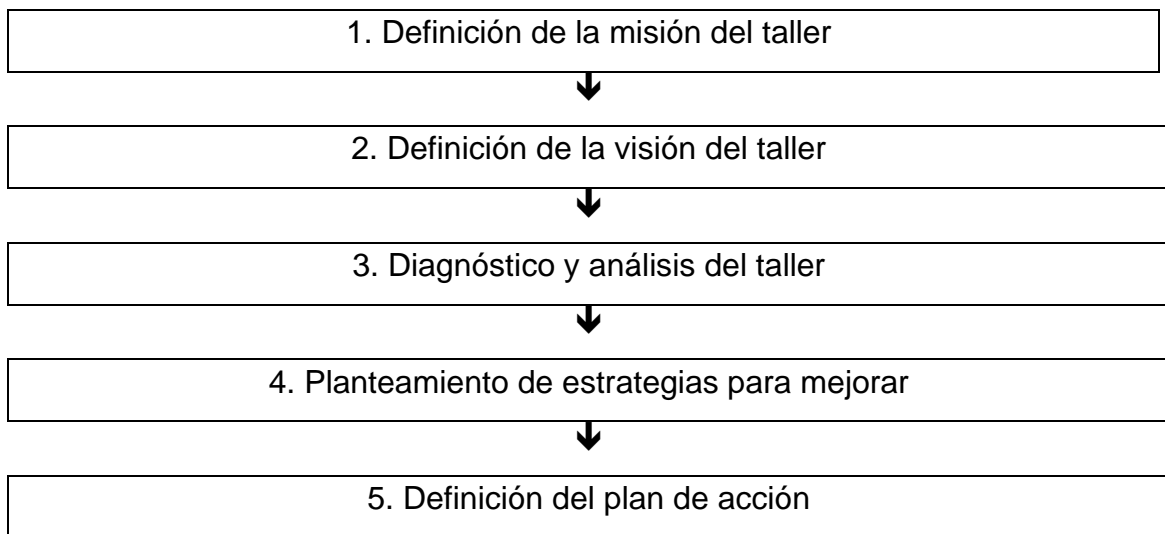 1. Definición de la misión del taller
2. Definición de la visión del taller
3. Diagnóstico y análisis del taller
4. Planteamiento de estrategias para mejorar
5. Definición del plan de acción